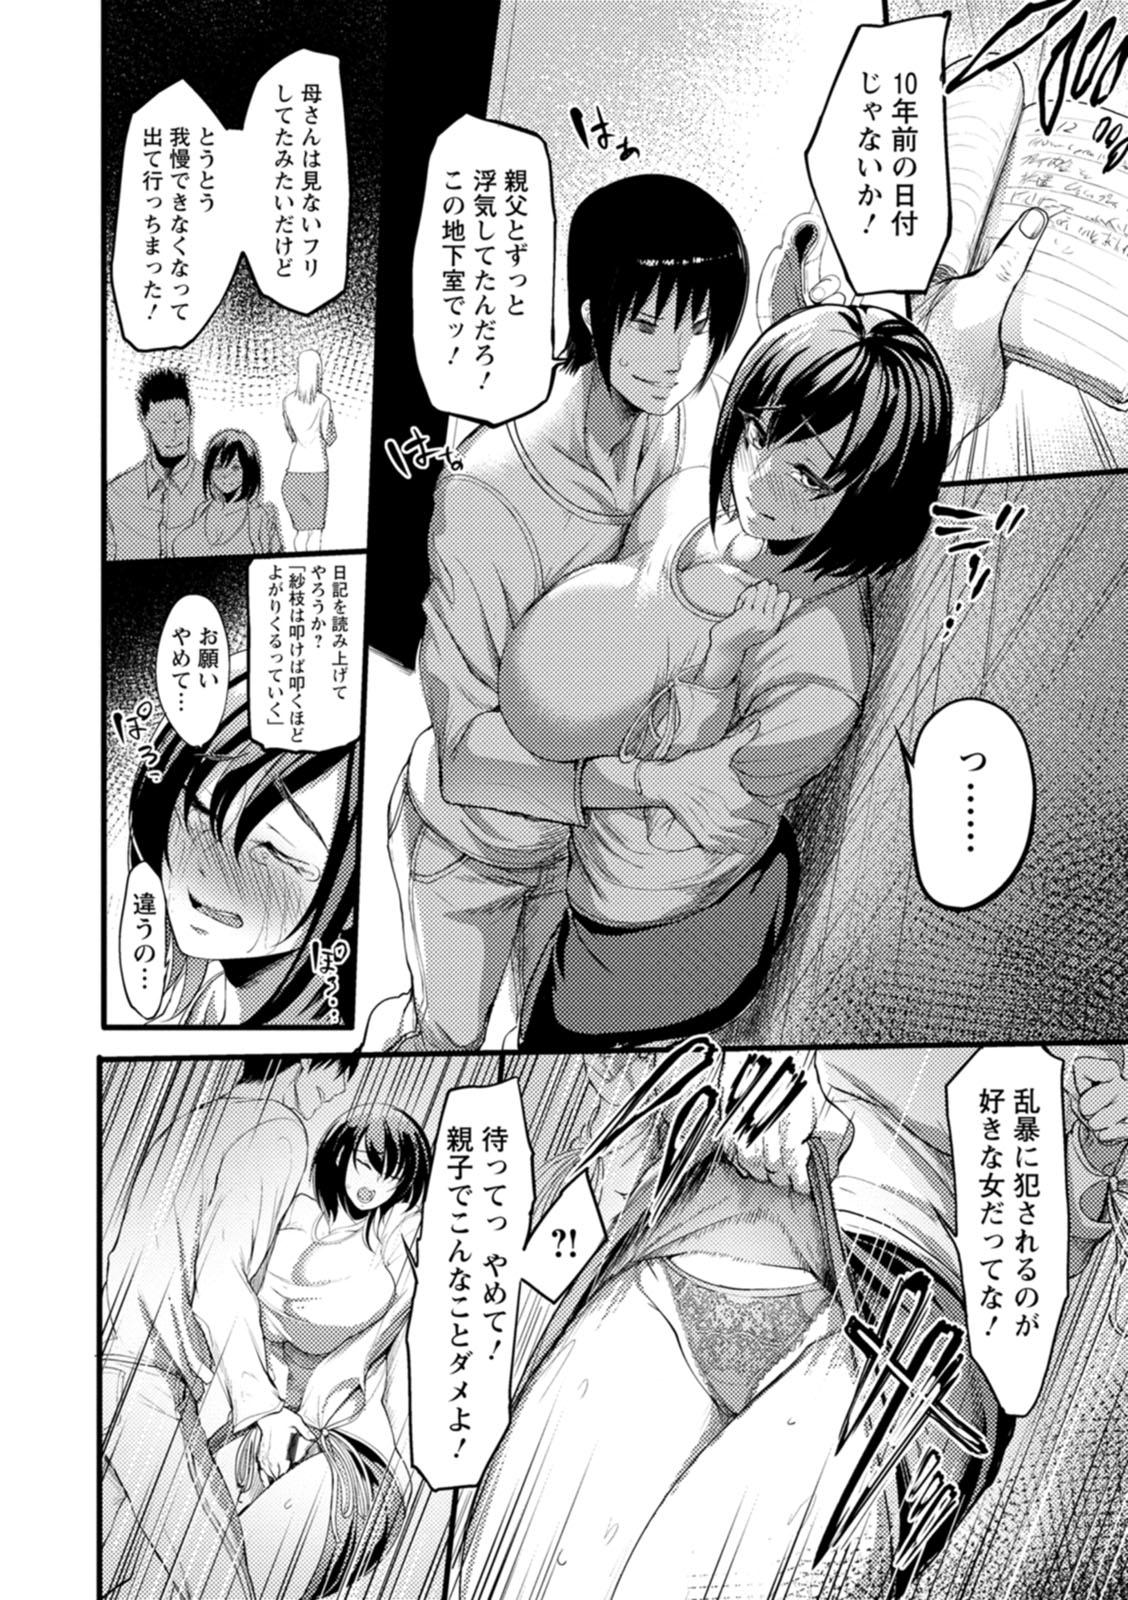 10年前の日付
じゃないか！
親父とずっと
浮気してたんだろ！
この地下室でッ！
はぁ
はぁ
母さんは見ないフリ
してたみたいだけど
とうとう
我慢できなくなって
出て行っちまった！
っ……
日記を読み上げて
やろうか？
「紗枝は叩けば叩くほど
よがりくるっていく」
お願い
やめて…
ぽろっ
違うの…
ぽろ…
乱暴に犯されるのが
好きな女だってな！
?!
待ってっ やめて！
親子でこんなことダメよ！